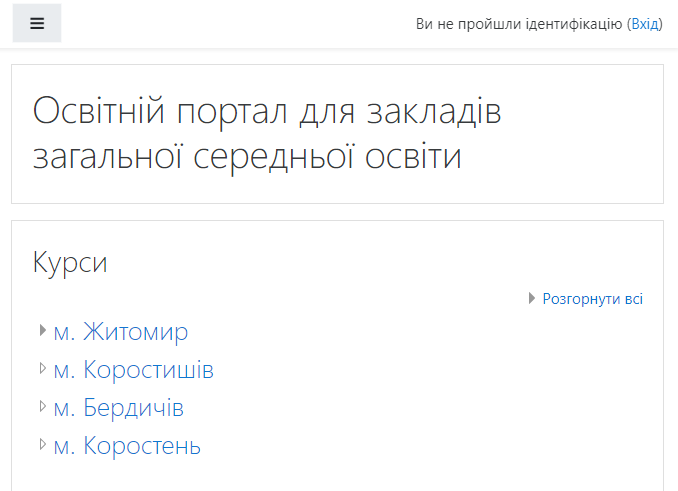 Ви не пройшли ідентифікацію (Вхід)
Освітній портал для закладів
загальної середньої освіти
Курси
Розгорнути всі
м. Житомир
м. Коростишів
м. Бердичів
м. Коростень